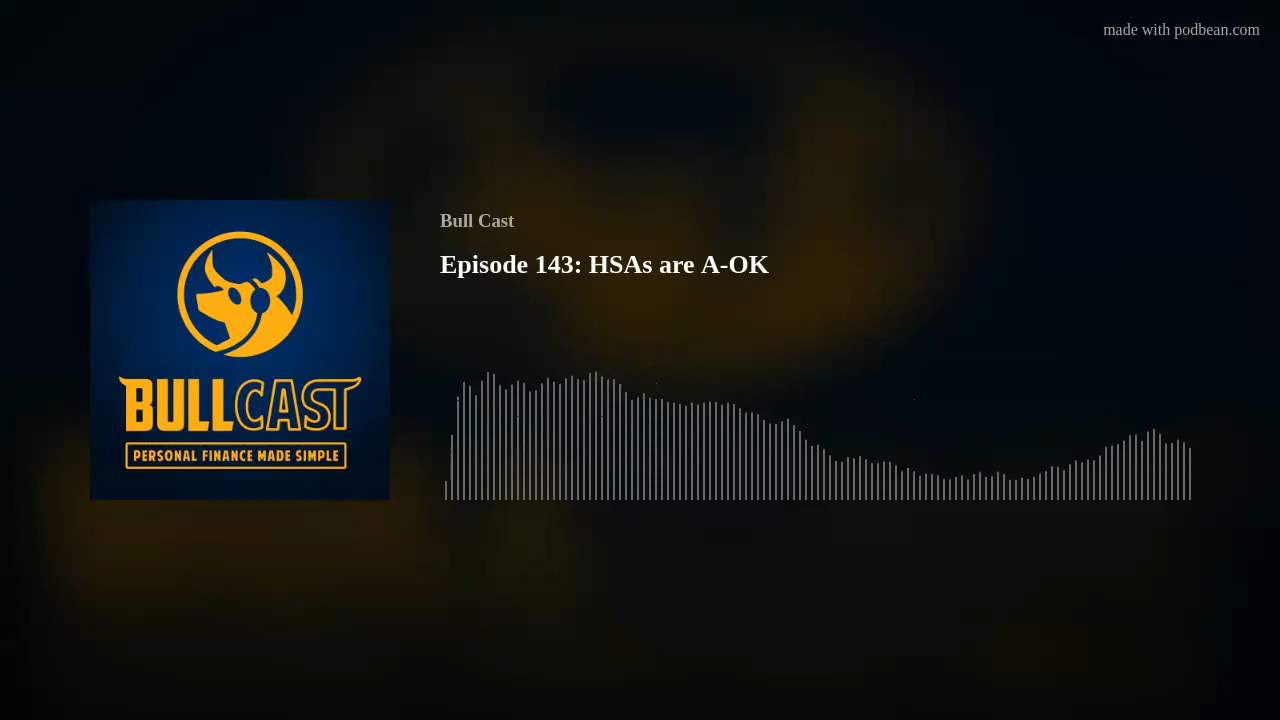 made with podbean.com
Bull Cast
Episode 143: HSAs are A-OK
BULLCAST
PERSONAL FINANCE MADE SIMPLE